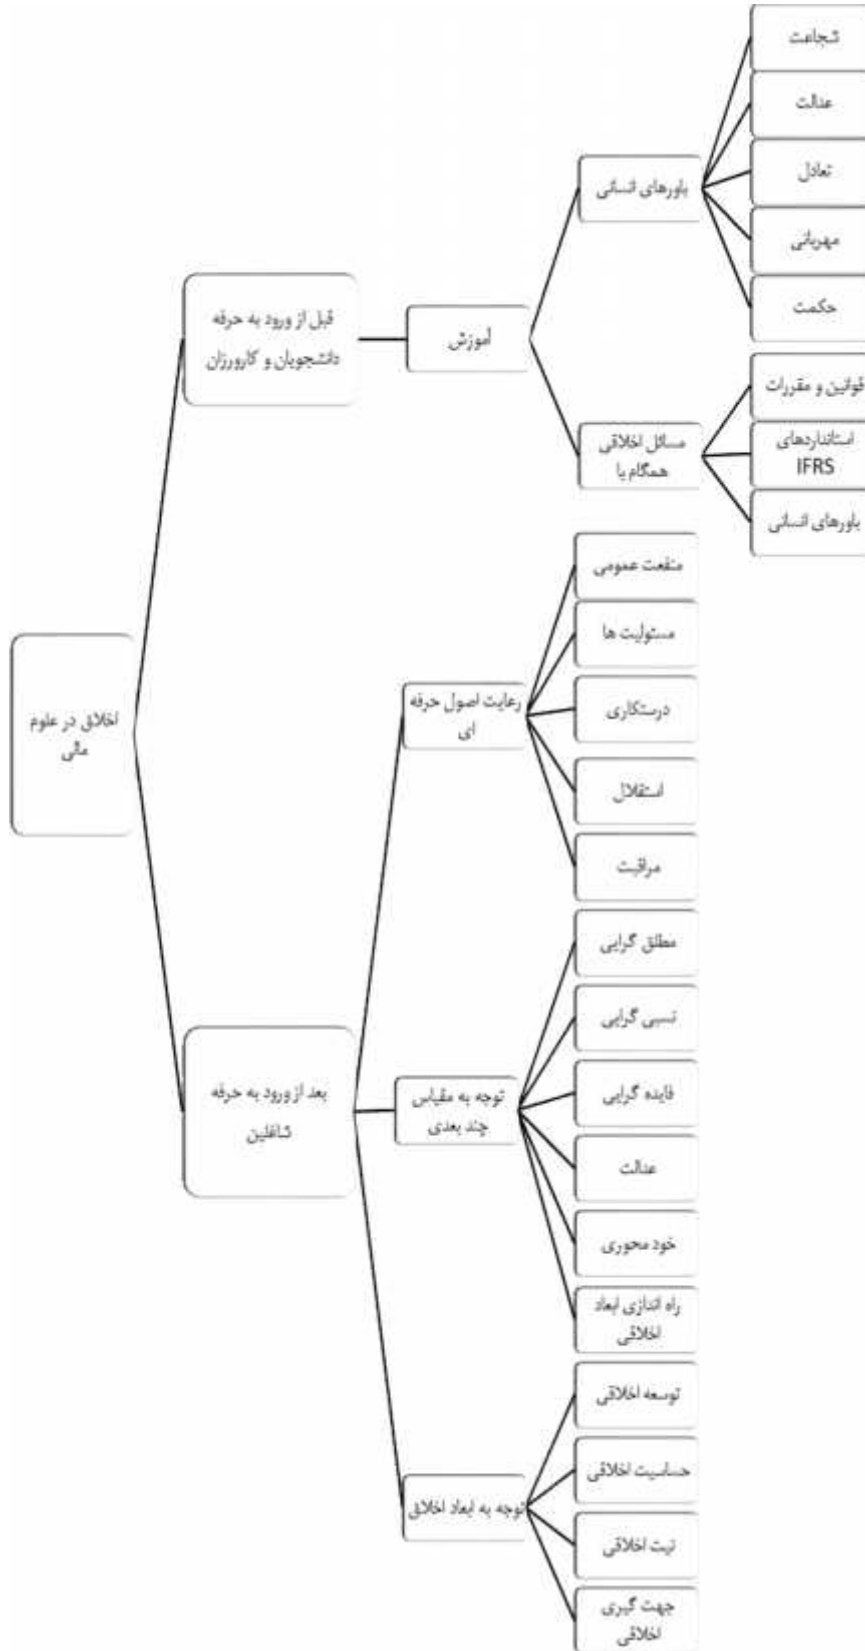 اخلاق در علوم
مالی
قبل از ورود به حرفه
دانشجویان و کارورزان
آموزش
باورهای انسانی
شجاعت
عدالت
تعادل
مهربانی
حکمت
مسائل اخلاقی
همگام با
قوانین و مقررات
استانداردهای
IFRS
باورهای انسانی
بعد از ورود به حرفه
شاغلین
رعایت اصول حرفه
ای
منفعت عمومی
مسئولیت ها
درستکاری
استقلال
مراقبت
توجه به مقیاس
چند بعدی
مطلق گرایی
نسبی گرایی
فایده گرایی
عدالت
خود محوری
راه اندازی ابعاد
اخلاقی
توجه به ابعاد اخلاق
توسعه اخلاقی
حساسیت اخلاقی
نیت اخلاقی
جهت گیری
اخلاقی